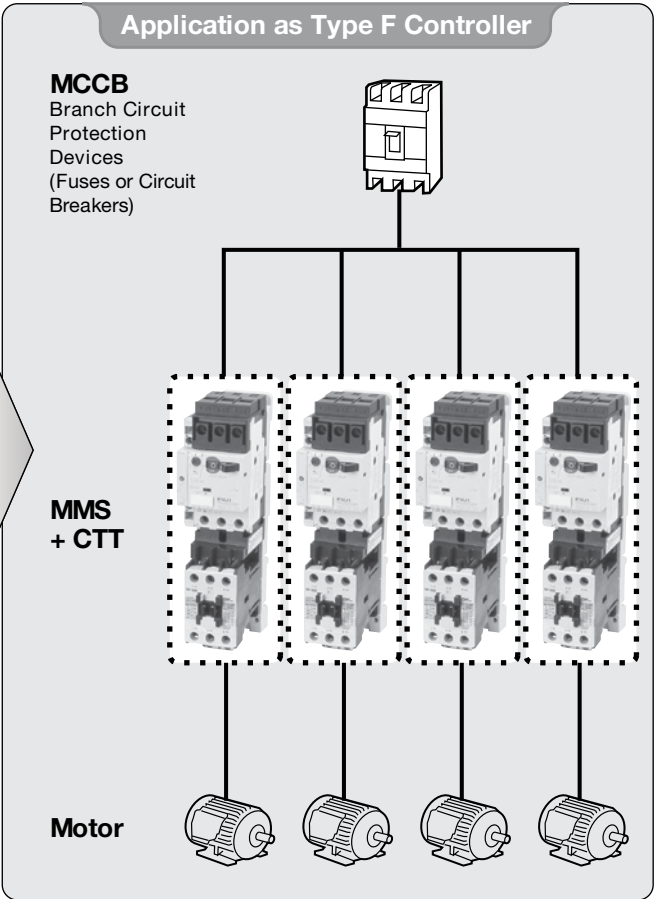 Application as Type F Controller
MCCB
Branch Circuit
Protection
Devices
(Fuses or Circuit
Breakers)
MMS
+ CTT
Motor